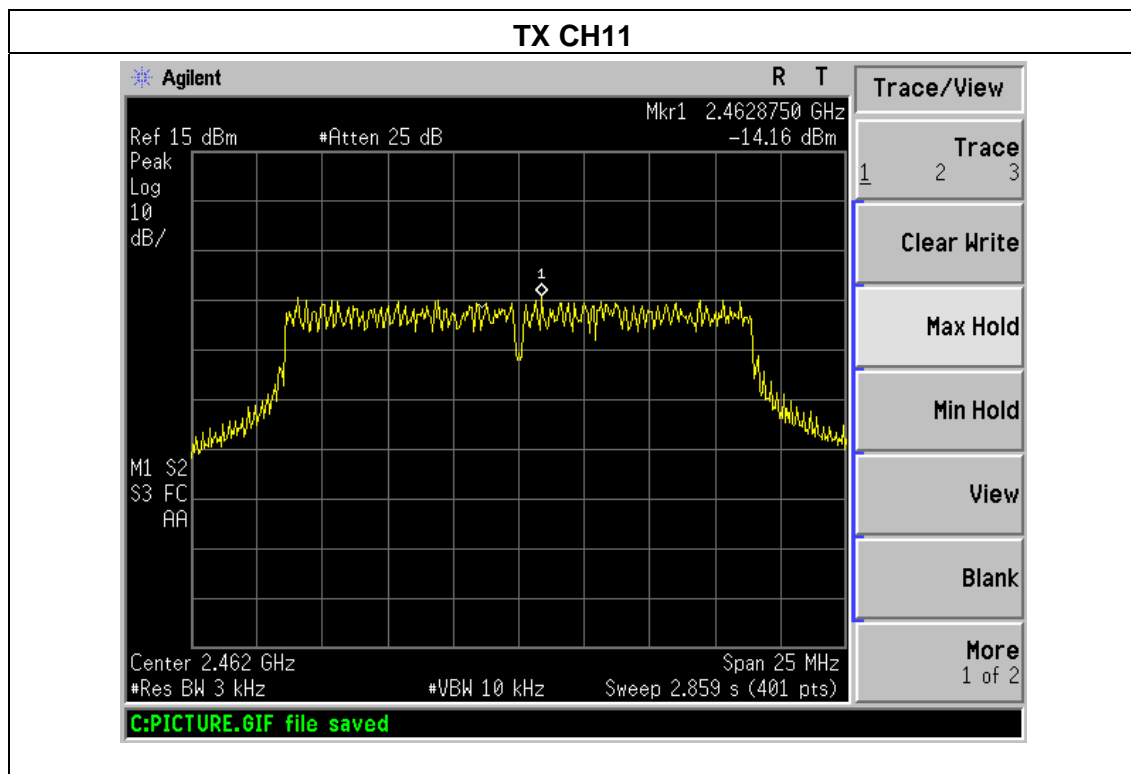 TX CH11
Agilent R T
Mkr1 2.4628750 GHz
Ref 15 dBm #Atten 25 dB -14.16 dBm
Peak
Log
10
dB/
1
M1 S2
S3 FC
AA
Center 2.462 GHz Span 25 MHz
#Res BW 3 kHz #VBW 10 kHz Sweep 2.859 s (401 pts)
C:PICTURE.GIF file saved
Trace/View
Trace
1 2 3
Clear Write
Max Hold
Min Hold
View
Blank
More
1 of 2